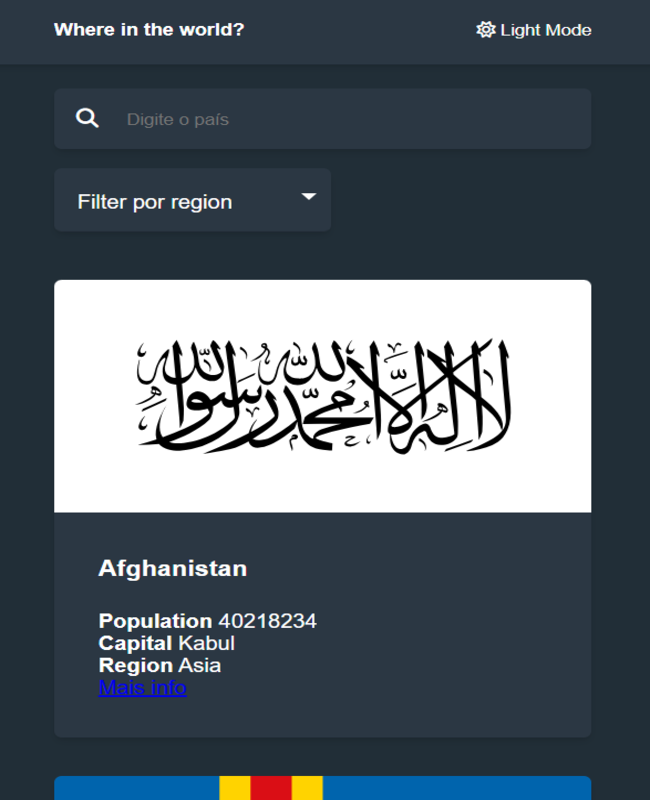 Where in the world?
Light Mode
Digite o país
Filter por region
لا إله إلا الله محمد رسول الله
Afghanistan
Population 40218234
Capital Kabul
Region Asia
Mais info